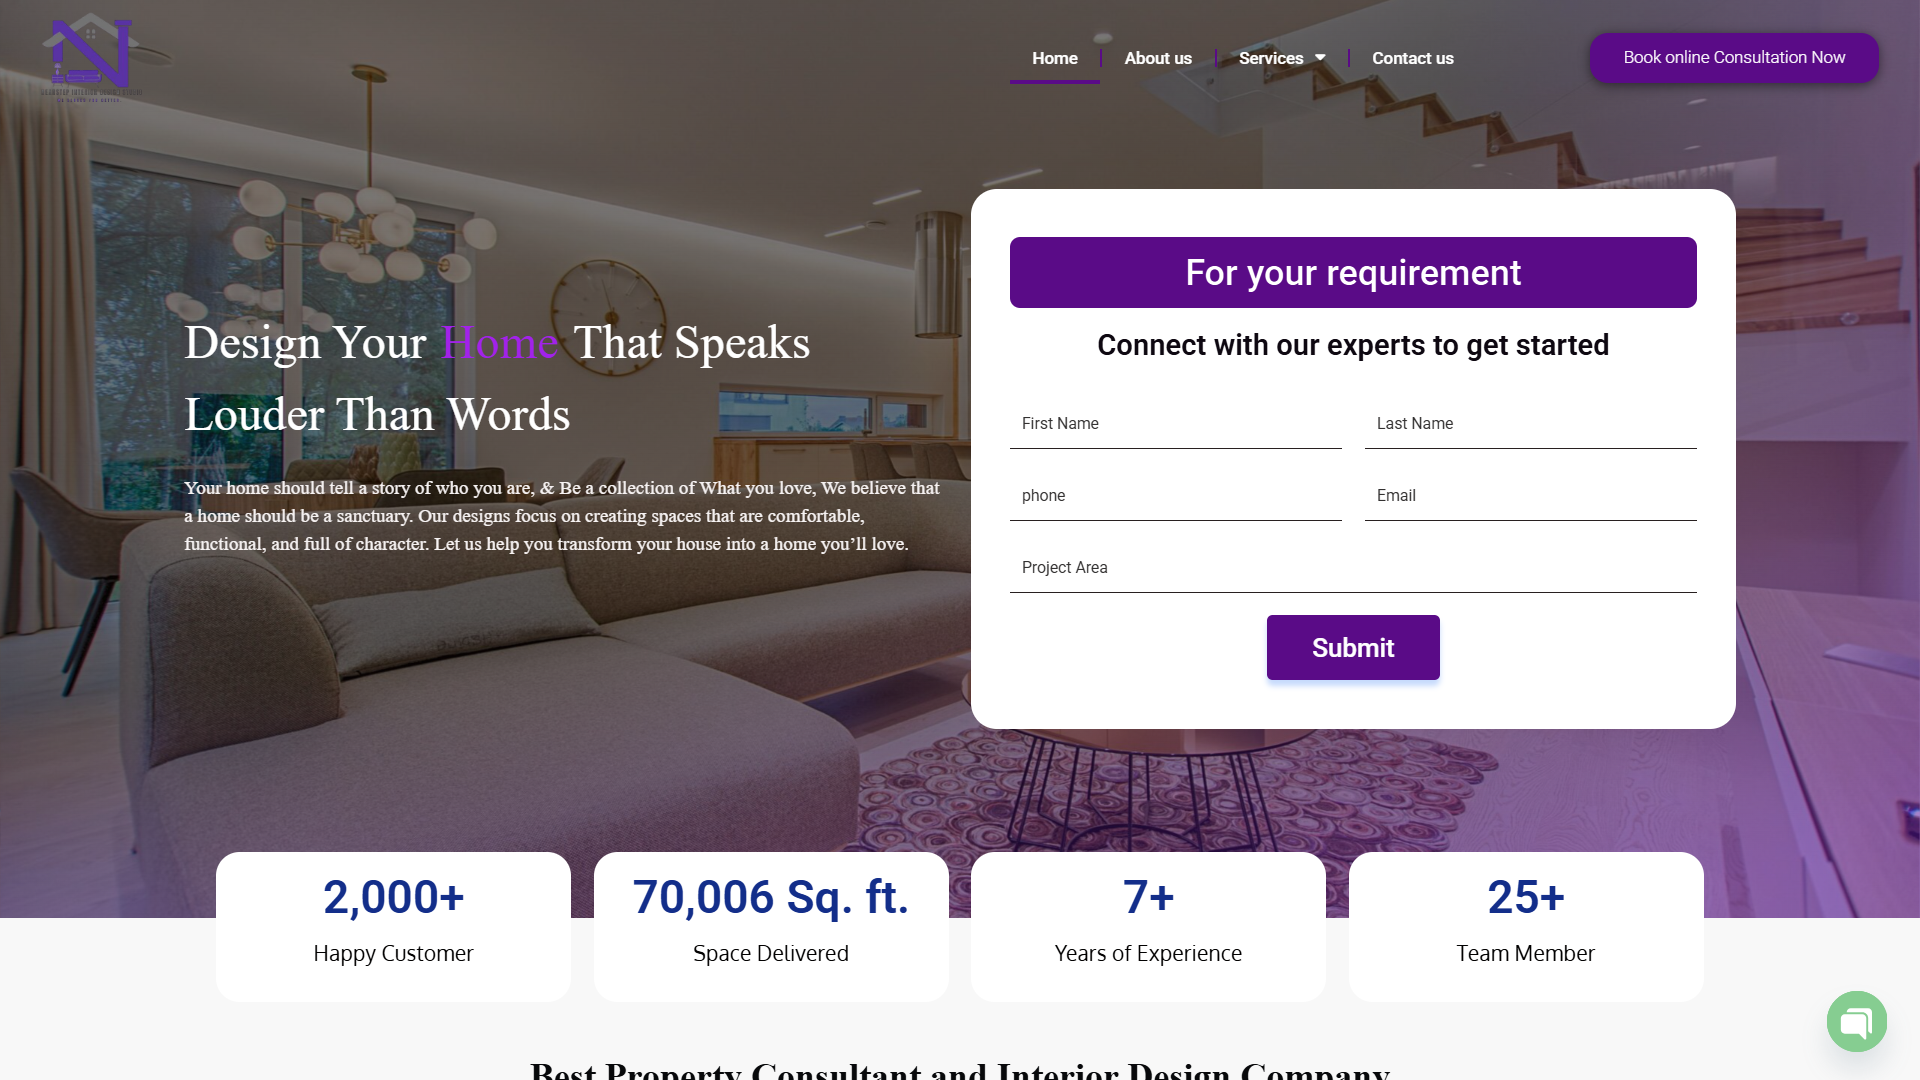 Home
About us
Services
Contact us
Book online Consultation Now
Design Your Home That Speaks
Louder Than Words
Your home should tell a story of who you are, & Be a collection of What you love, We believe that
a home should be a sanctuary. Our designs focus on creating spaces that are comfortable,
functional, and full of character. Let us help you transform your house into a home you’ll love.
For your requirement
Connect with our experts to get started
First Name
Last Name
phone
Email
Project Area
Submit
2,000+
Happy Customer
70,006 Sq. ft.
Space Delivered
7+
Years of Experience
25+
Team Member
Best Property Consultant and Interior Design Company